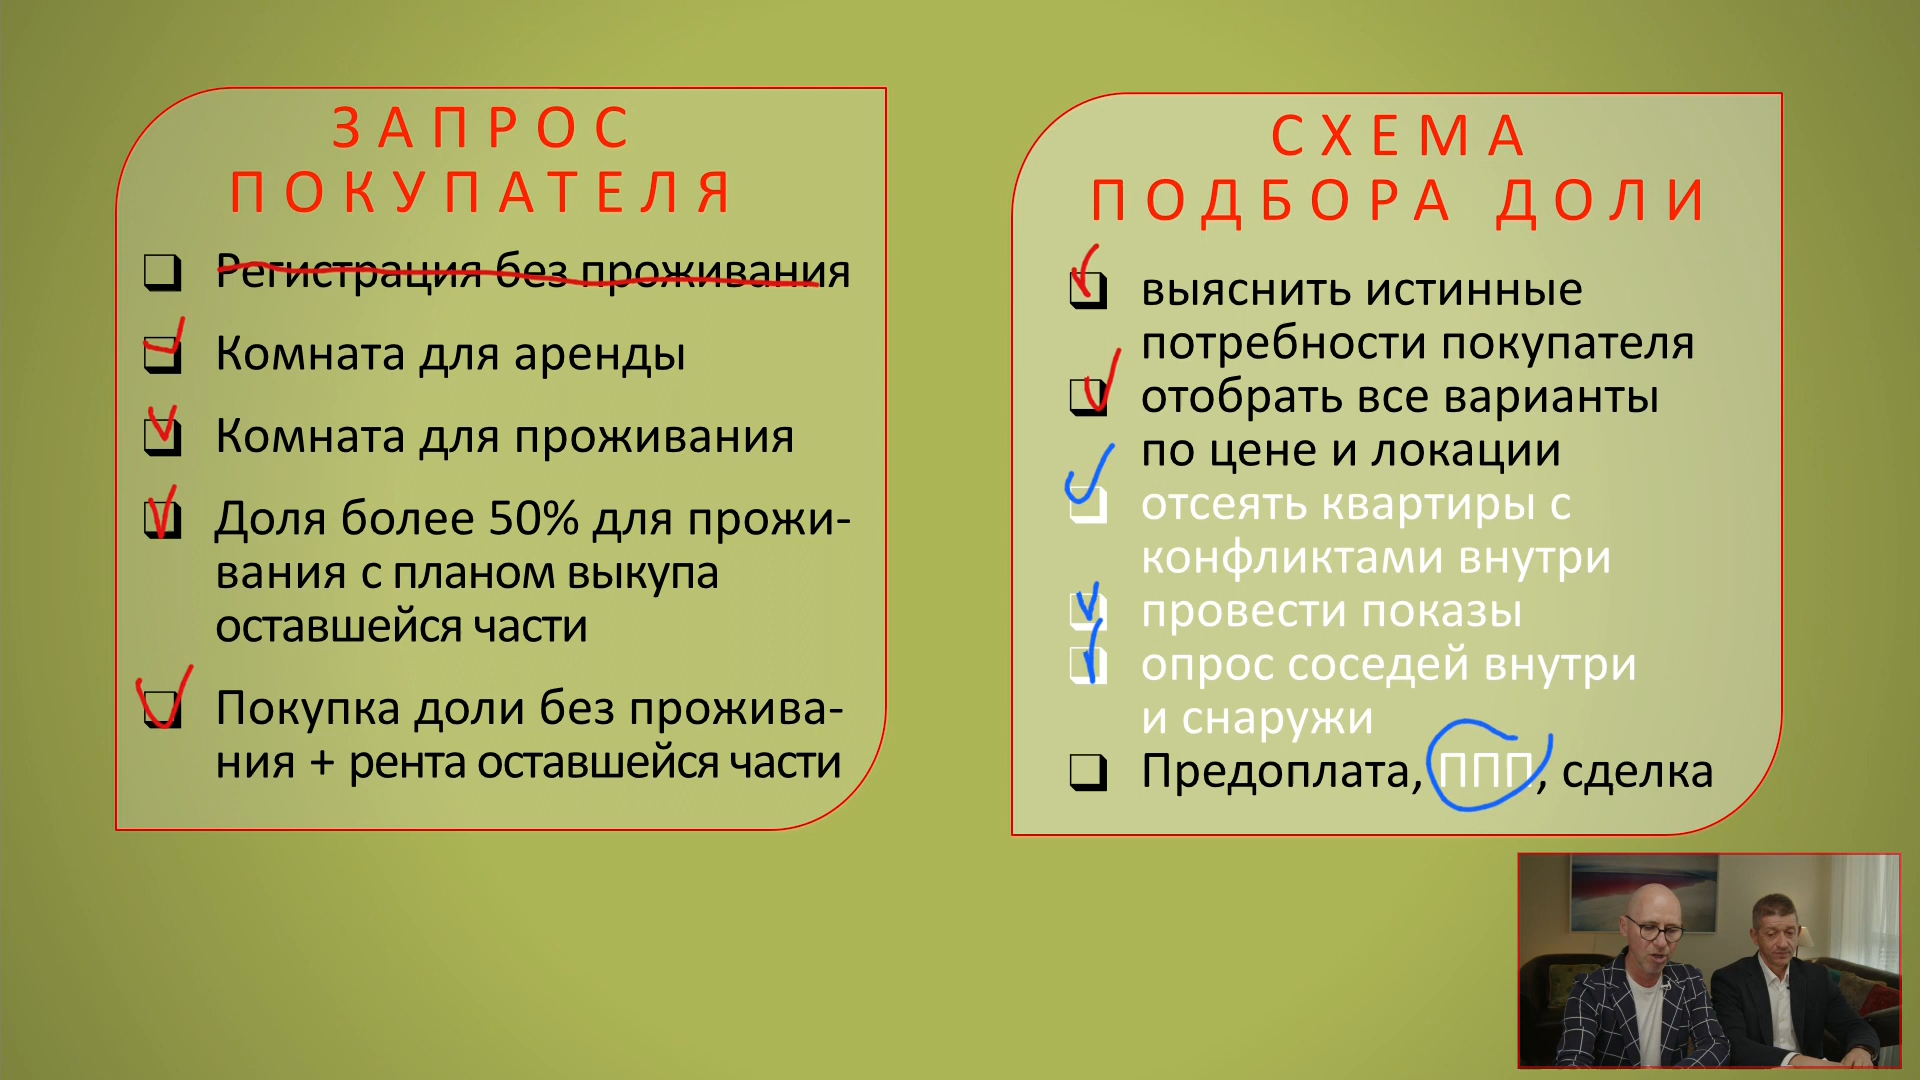 ЗАПРОС
ПОКУПАТЕЛЯ
Регистрация без проживания
Комната для аренды
Комната для проживания
Доля более 50% для прожи-
вания с планом выкупа
оставшейся части
Покупка доли без прожива-
ния + рента оставшейся части
СХЕМА
ПОДБОРА ДОЛИ
выяснить истинные
потребности покупателя
отобрать все варианты
по цене и локации
отсеять квартиры с
конфликтами внутри
провести показы
опрос соседей внутри
и снаружи
Предоплата, ППП, сделка